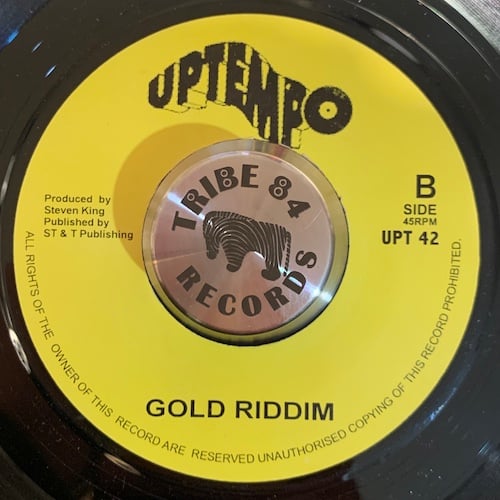 UPTEMPO
TRIBE 84
RECORDS
Produced by
Steven King
Published by
ST & T Publishing
B
SIDE
45RPM
UPT 42
GOLD RIDDIM
ALL RIGHTS OF THE OWNER OF THIS RECORD ARE RESERVED UNAUTHORISED COPYING OF THIS RECORD PROHIBITED.